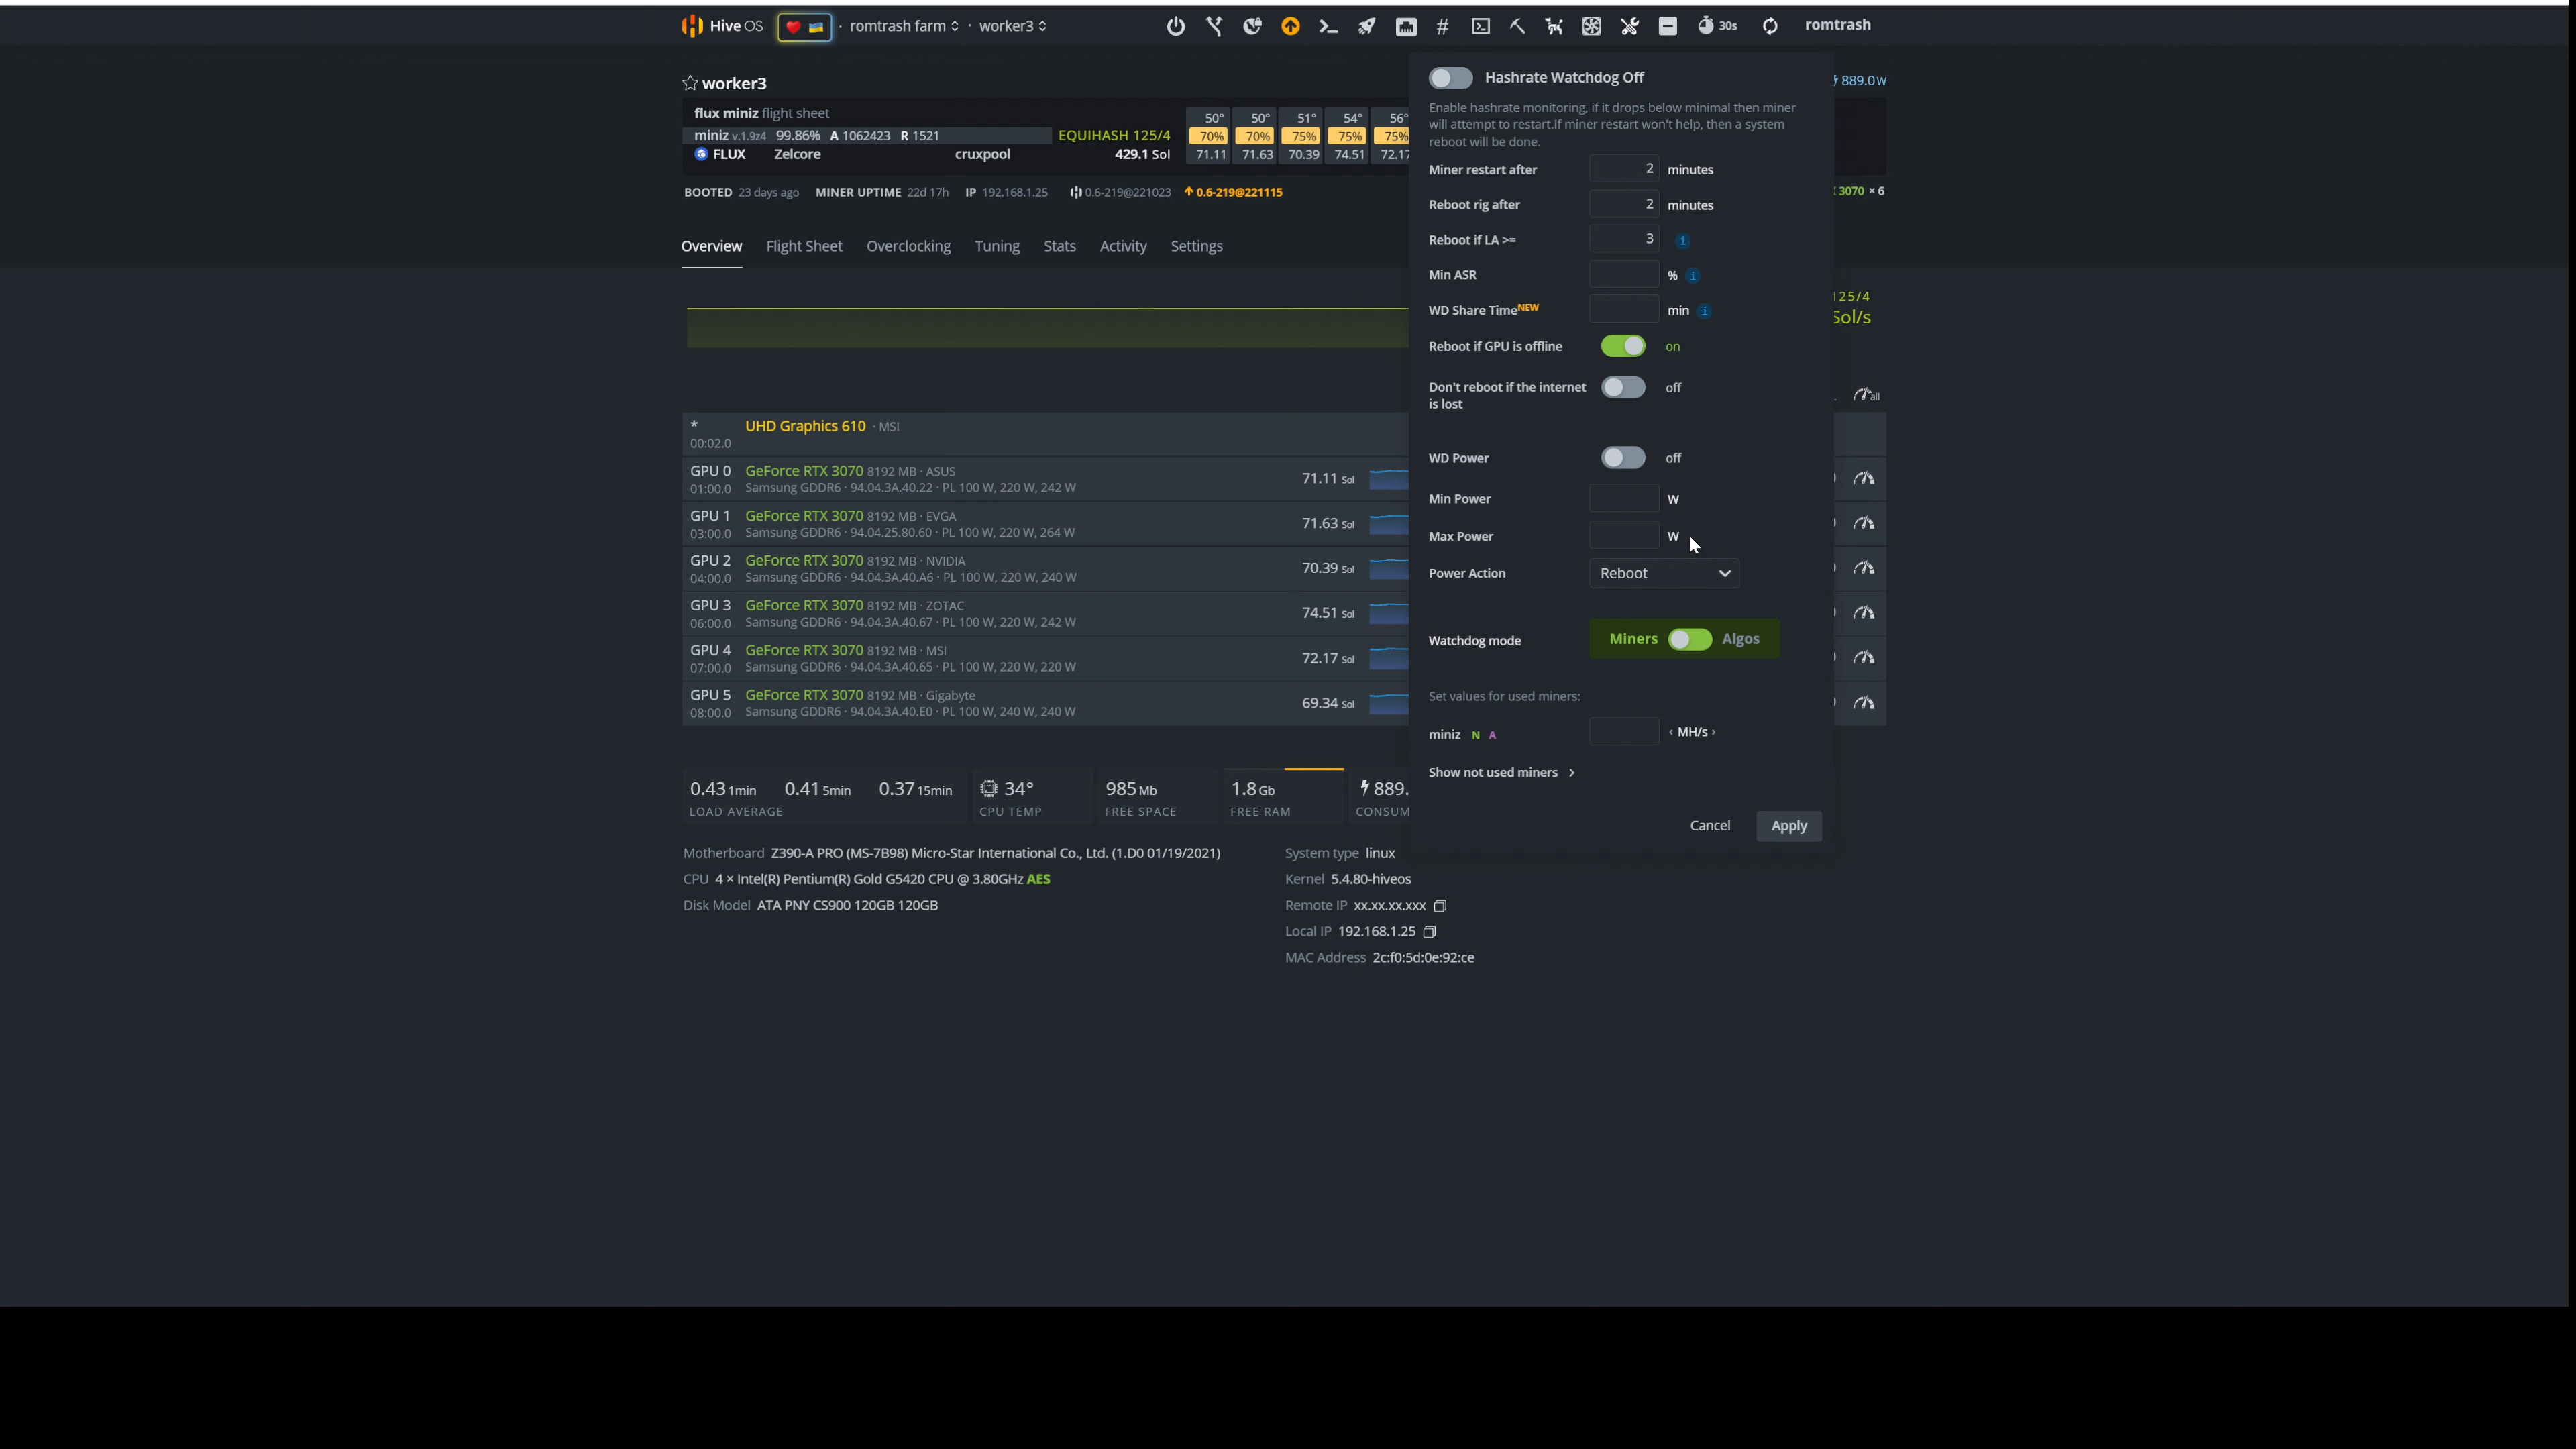 Hive OS · romtrash farm · worker3 30s romtrash
worker3
889.0 W
flux miniz flight sheet
miniz v.1.9z4 99.86% A 1062423 R 1521 EQUIHASH 125/4
FLUX Zelcore cruxpool 429.1 Sol
50° 50° 51° 54° 56°
70% 70% 75% 75% 75%
71.11 71.63 70.39 74.51 72.17
BOOTED 23 days ago MINER UPTIME 22d 17h IP 192.168.1.25 0.6-219@221023 0.6-219@221115
3070 × 6
Overview Flight Sheet Overclocking Tuning Stats Activity Settings
125/4
Sol/s
all
* UHD Graphics 610 · MSI
00:02.0
GPU 0 GeForce RTX 3070 8192 MB · ASUS
01:00.0 Samsung GDDR6 · 94.04.3A.40.22 · PL 100 W, 220 W, 242 W
71.11 Sol
GPU 1 GeForce RTX 3070 8192 MB · EVGA
03:00.0 Samsung GDDR6 · 94.04.25.80.60 · PL 100 W, 220 W, 264 W
71.63 Sol
GPU 2 GeForce RTX 3070 8192 MB · NVIDIA
04:00.0 Samsung GDDR6 · 94.04.3A.40.A6 · PL 100 W, 220 W, 240 W
70.39 Sol
GPU 3 GeForce RTX 3070 8192 MB · ZOTAC
06:00.0 Samsung GDDR6 · 94.04.3A.40.67 · PL 100 W, 220 W, 242 W
74.51 Sol
GPU 4 GeForce RTX 3070 8192 MB · MSI
07:00.0 Samsung GDDR6 · 94.04.3A.40.65 · PL 100 W, 220 W, 220 W
72.17 Sol
GPU 5 GeForce RTX 3070 8192 MB · Gigabyte
08:00.0 Samsung GDDR6 · 94.04.3A.40.E0 · PL 100 W, 240 W, 240 W
69.34 Sol
0.43 1min 0.41 5min 0.37 15min 34° 985 Mb 1.8 Gb 889.
LOAD AVERAGE CPU TEMP FREE SPACE FREE RAM CONSUM
Motherboard Z390-A PRO (MS-7B98) Micro-Star International Co., Ltd. (1.D0 01/19/2021)
CPU 4 × Intel(R) Pentium(R) Gold G5420 CPU @ 3.80GHz AES
Disk Model ATA PNY CS900 120GB 120GB
System type linux
Kernel 5.4.80-hiveos
Remote IP xx.xx.xx.xxx
Local IP 192.168.1.25
MAC Address 2c:f0:5d:0e:92:ce
Hashrate Watchdog Off
Enable hashrate monitoring, if it drops below minimal then miner
will attempt to restart.If miner restart won't help, then a system
reboot will be done.
Miner restart after 2 minutes
Reboot rig after 2 minutes
Reboot if LA >= 3 i
Min ASR % i
WD Share Time NEW min i
Reboot if GPU is offline on
Don't reboot if the internet
is lost
off
WD Power off
Min Power W
Max Power W
Power Action Reboot
Watchdog mode Miners Algos
Set values for used miners:
miniz N A ‹ MH/s ›
Show not used miners >
Cancel Apply